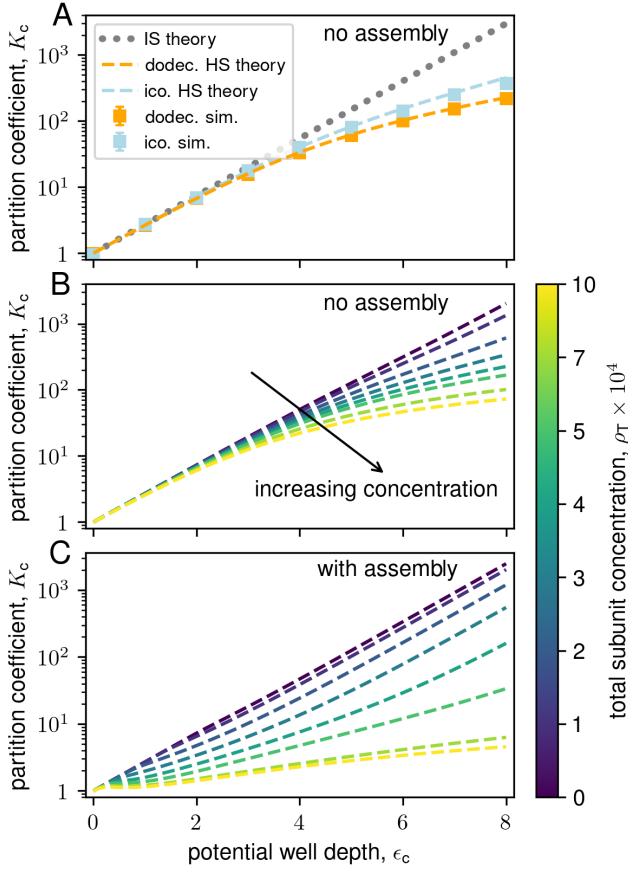 A
no assembly
IS theory
dodec. HS theory
ico. HS theory
dodec. sim.
ico. sim.
10³
10²
10¹
1
partition coefficient, Kc
B
no assembly
increasing concentration
10³
10²
10¹
1
partition coefficient, Kc
C
with assembly
10³
10²
10¹
1
partition coefficient, Kc
0 2 4 6 8
potential well depth, ϵc
10
7
5
4
3
2
1
0
total subunit concentration, ρT × 10⁴